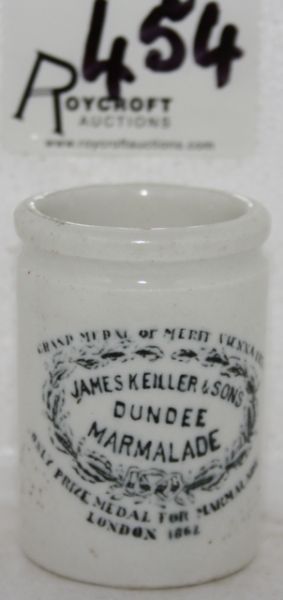 454
ROYCROFT
AUCTIONS
www.roycroftauctions.com
GRAND MEDAL OF MERIT VIENNA
JAMES KEILLER & SONS
DUNDEE
MARMALADE
ONLY PRIZE MEDAL FOR MARMALADE
LONDON 1862